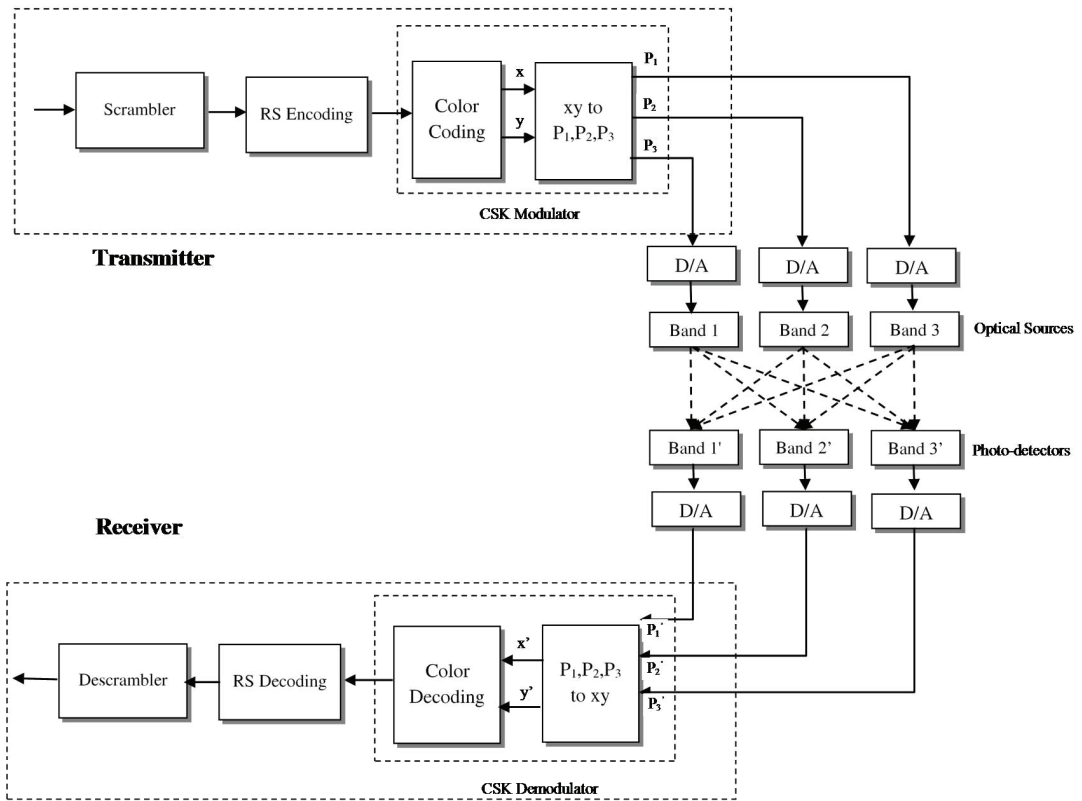 Scrambler
RS Encoding
Color
Coding
x
y
xy to
P₁,P₂,P₃
P₁
P₂
P₃
CSK Modulator
Transmitter
D/A
D/A
D/A
Band 1
Band 2
Band 3
Optical Sources
Band 1'
Band 2’
Band 3’
Photo-detectors
D/A
D/A
D/A
Receiver
P₁'
P₂'
P₃'
P₁,P₂,P₃
to xy
x’
y’
Color
Decoding
RS Decoding
Descrambler
CSK Demodulator